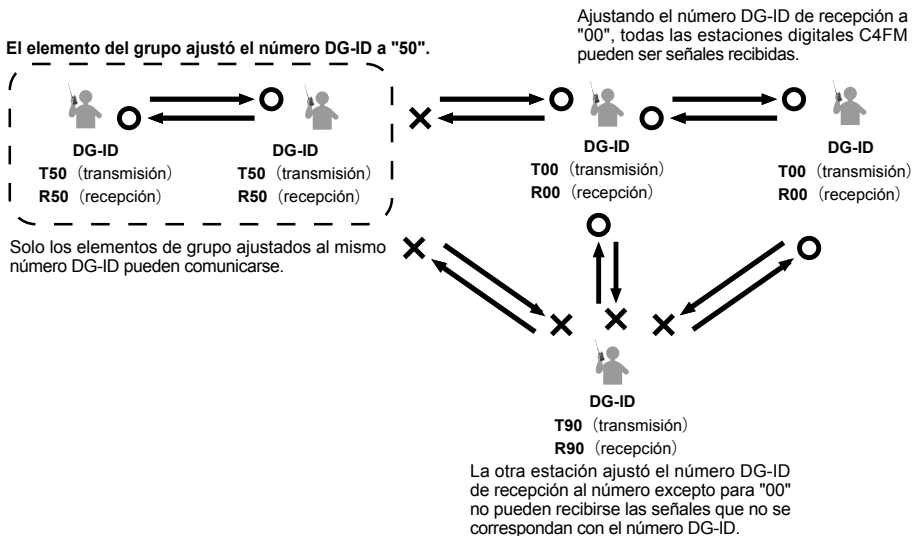 Ajustando el número DG-ID de recepción a
"00", todas las estaciones digitales C4FM
pueden ser señales recibidas.
El elemento del grupo ajustó el número DG-ID a "50".
DG-ID
T50 (transmisión)
R50 (recepción)
DG-ID
T50 (transmisión)
R50 (recepción)
DG-ID
T00 (transmisión)
R00 (recepción)
DG-ID
T00 (transmisión)
R00 (recepción)
Solo los elementos de grupo ajustados al mismo
número DG-ID pueden comunicarse.
DG-ID
T90 (transmisión)
R90 (recepción)
La otra estación ajustó el número DG-ID
de recepción al número excepto para "00"
no pueden recibirse las señales que no se
correspondan con el número DG-ID.